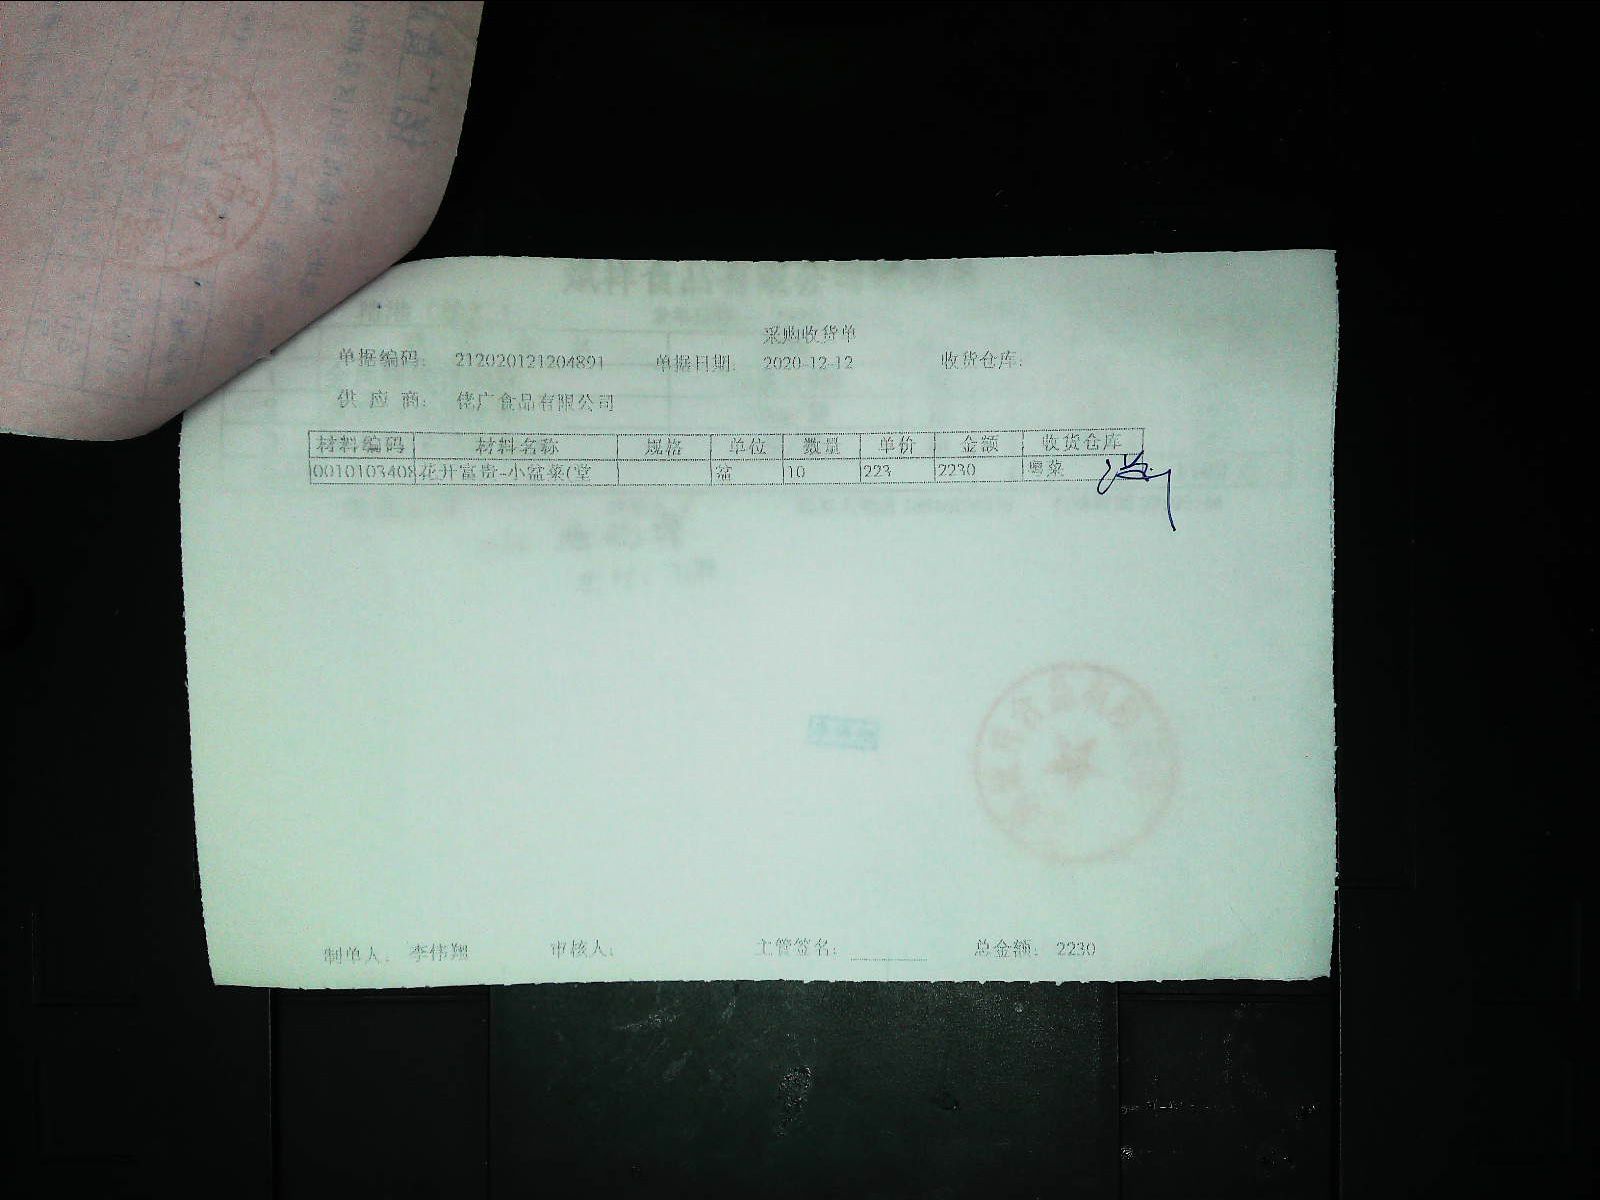 采购收货单
单据编码: 212020121204891 单据日期: 2020-12-12 收货仓库:
供 应 商: 佬广食品有限公司
材料编码 材料名称 规格 单位 数量 单价 金额 收货仓库
0010103408 花开富贵-小盆菜(堂 盆 10 223 2230 粤菜
制单人: 李伟翔 审核人: 主管签名: 总金额: 2230